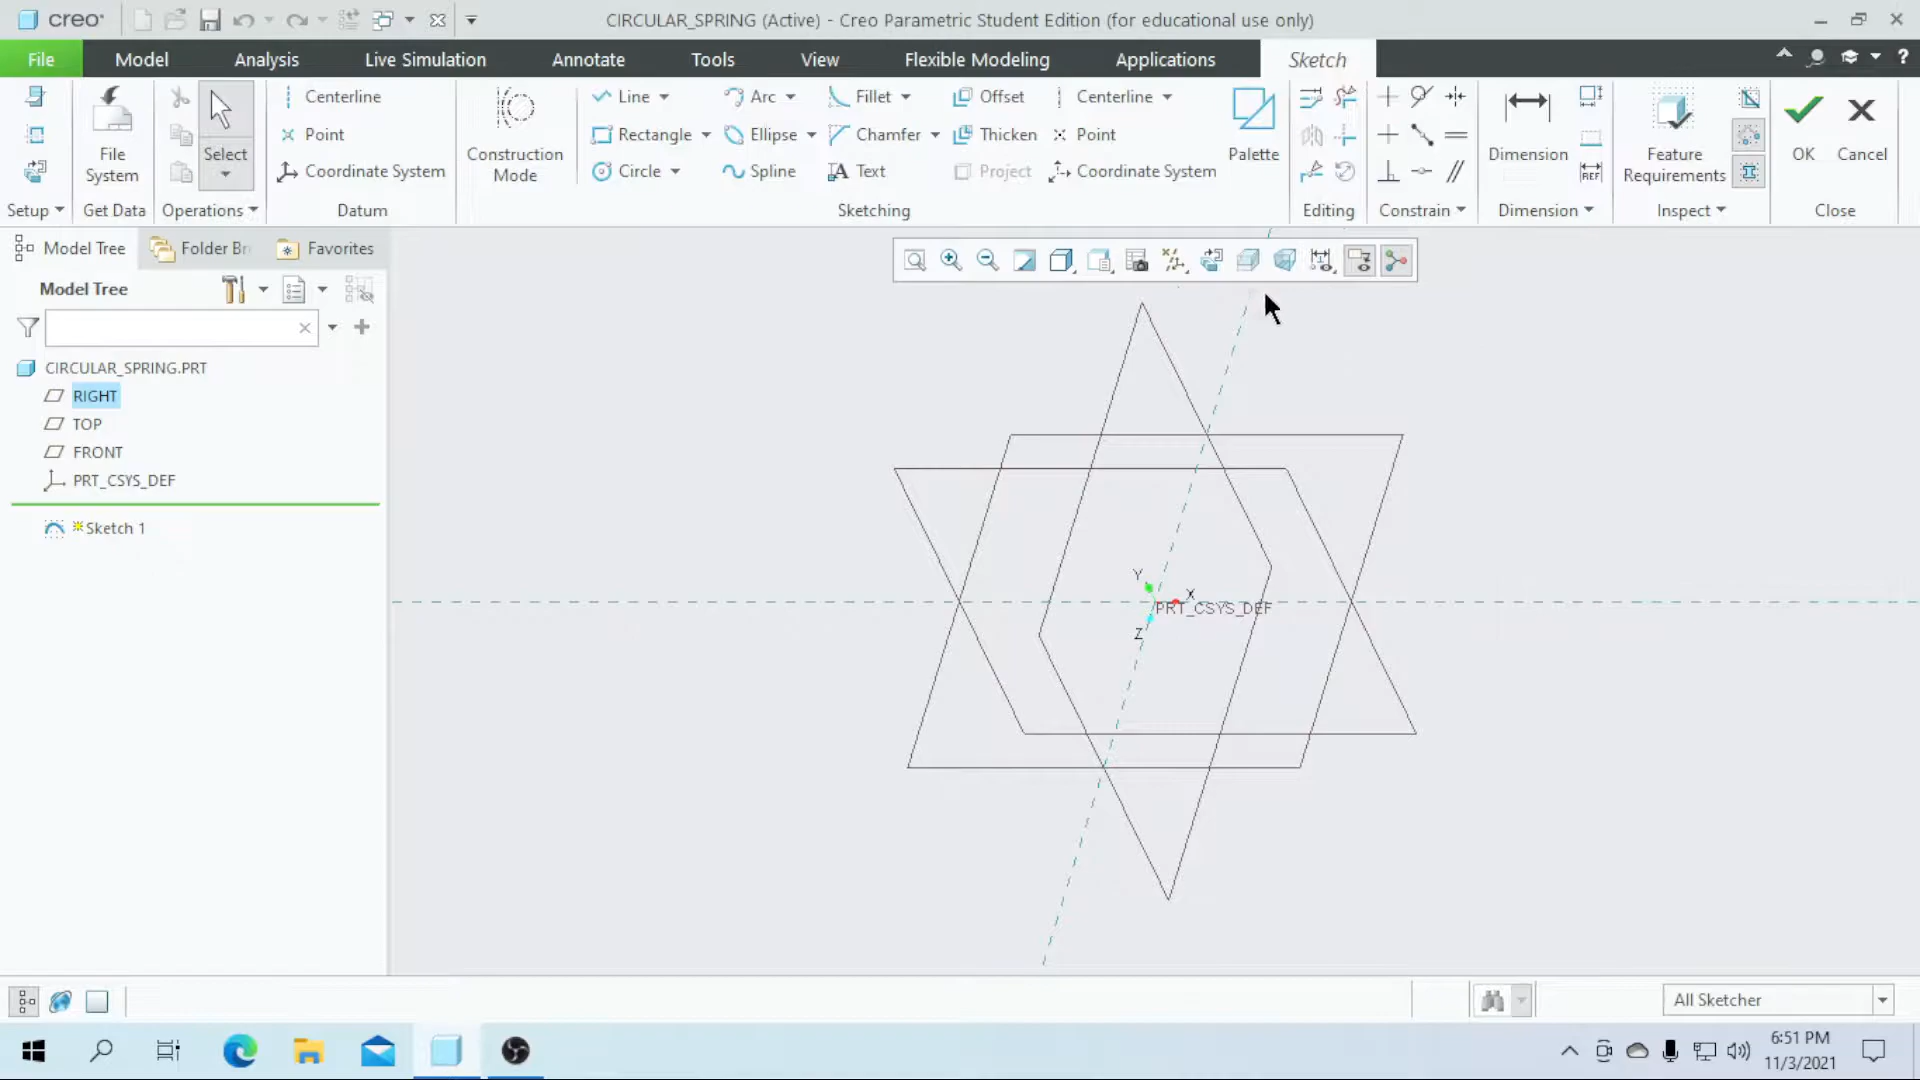 creo
CIRCULAR_SPRING (Active) - Creo Parametric Student Edition (for educational use only)
File Model Analysis Live Simulation Annotate Tools View Flexible Modeling Applications Sketch
Centerline Line Arc Fillet Offset Centerline
Point Rectangle Ellipse Chamfer Thicken Point
Coordinate System Circle Spline Text Project Coordinate System
File System
Select
Construction Mode
Palette
Dimension
Feature Requirements
OK Cancel
Setup Get Data Operations Datum Sketching Editing Constrain Dimension Inspect Close
Model Tree Folder Br Favorites
Model Tree
CIRCULAR_SPRING.PRT
RIGHT
TOP
FRONT
PRT_CSYS_DEF
Sketch 1
Y
X
PRT_CSYS_DEF
Z
All Sketcher
6:51 PM
11/3/2021